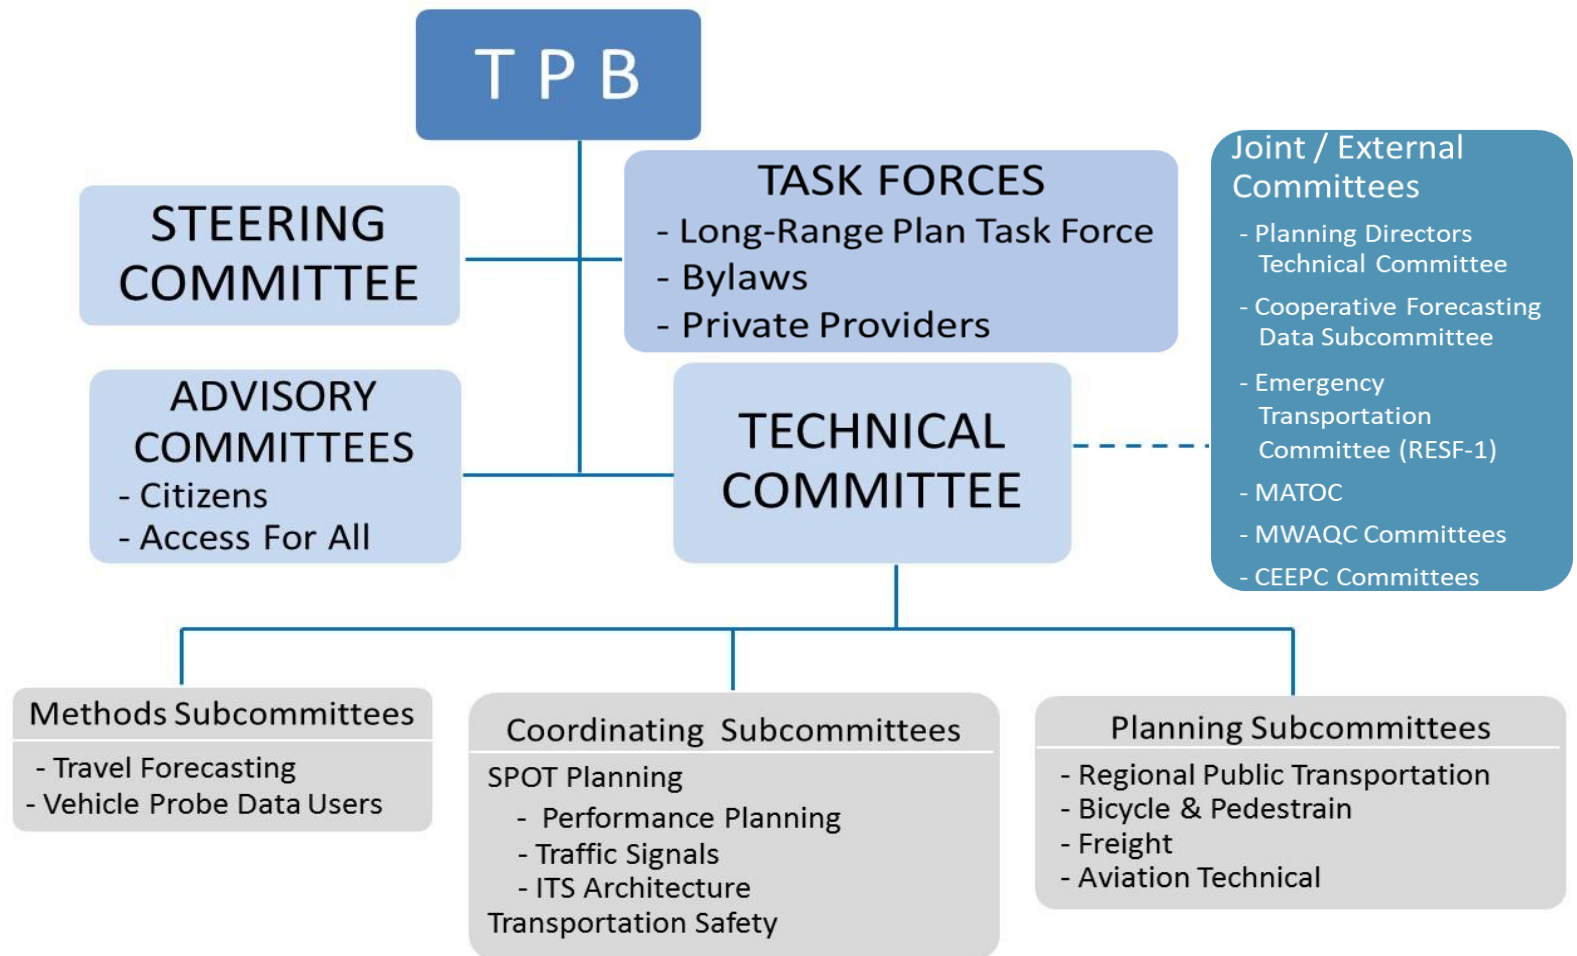 T P B
STEERING
COMMITTEE
TASK FORCES
- Long-Range Plan Task Force
- Bylaws
- Private Providers
Joint / External
Committees
- Planning Directors
Technical Committee
- Cooperative Forecasting
Data Subcommittee
- Emergency
Transportation
Committee (RESF-1)
- MATOC
- MWAQC Committees
- CEEPC Committees
ADVISORY
COMMITTEES
- Citizens
- Access For All
TECHNICAL
COMMITTEE
Methods Subcommittees
- Travel Forecasting
- Vehicle Probe Data Users
Coordinating Subcommittees
SPOT Planning
- Performance Planning
- Traffic Signals
- ITS Architecture
Transportation Safety
Planning Subcommittees
- Regional Public Transportation
- Bicycle & Pedestrain
- Freight
- Aviation Technical